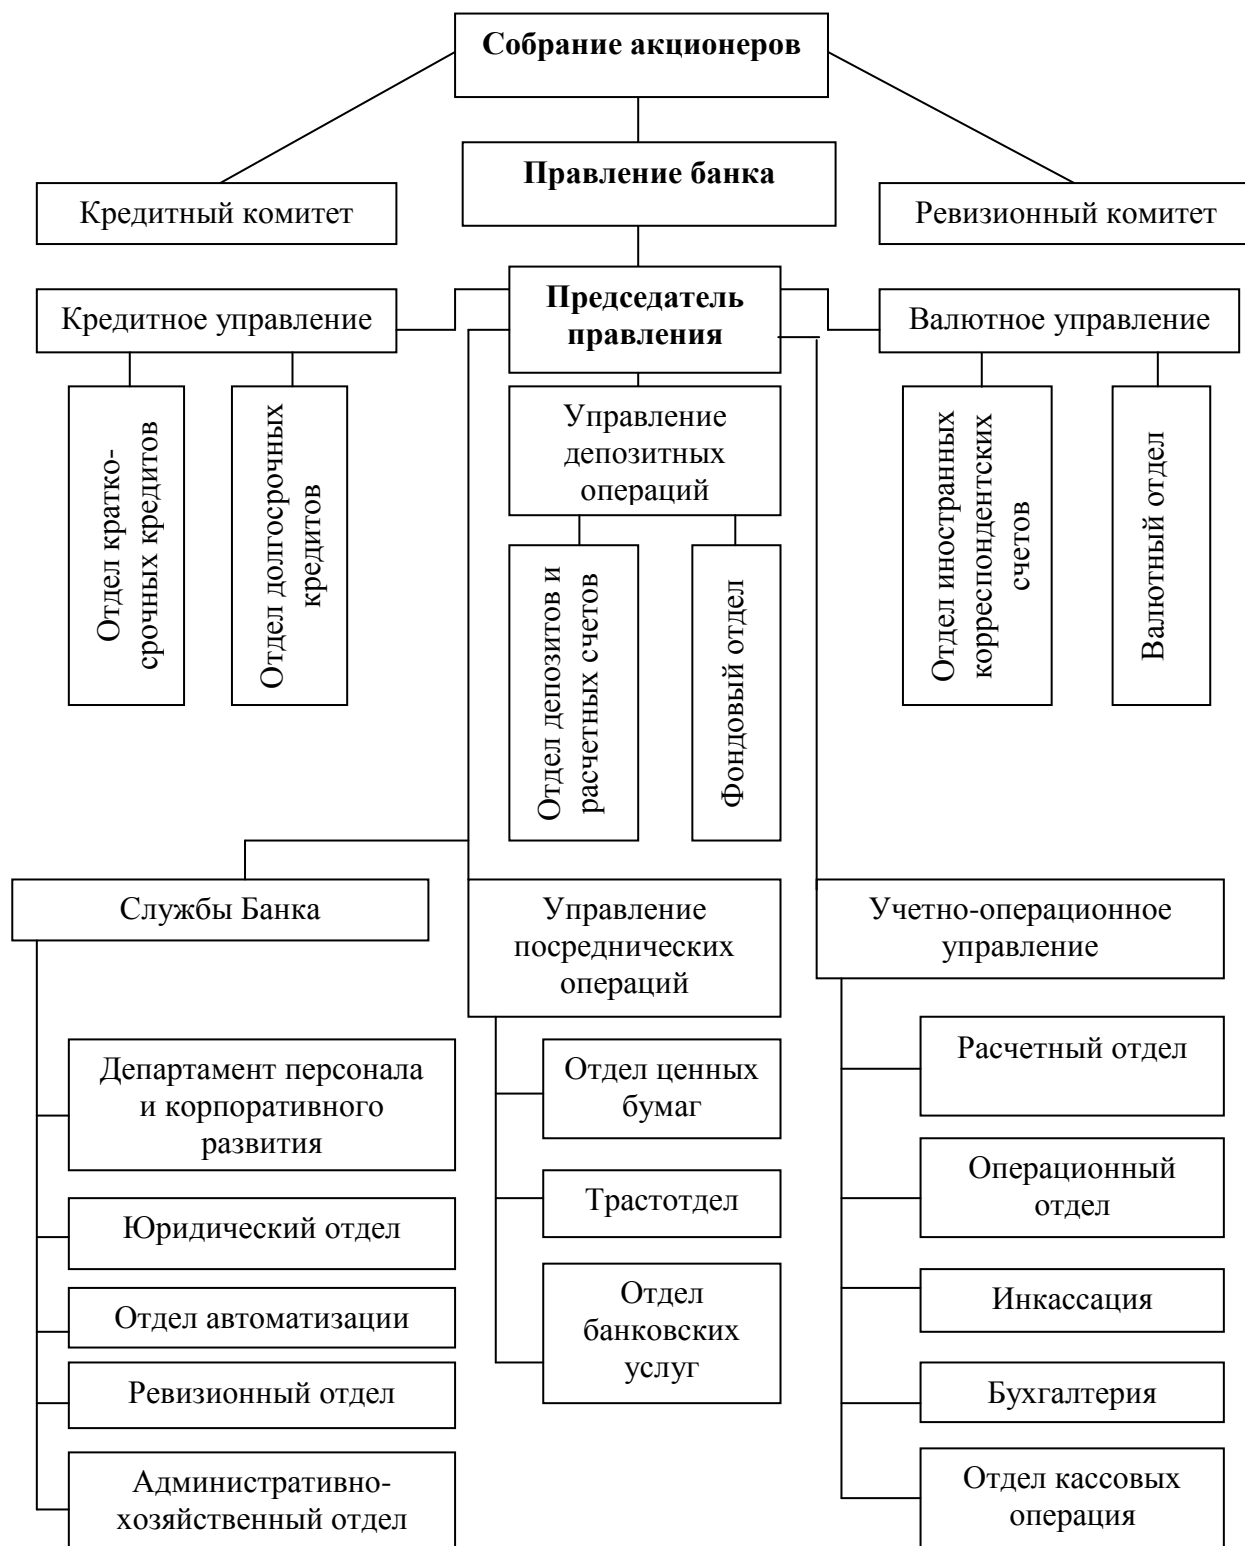 Собрание акционеров
Правление банка
Кредитный комитет
Ревизионный комитет
Кредитное управление
Председатель
правления
Валютное управление
Отдел кратко-
срочных кредитов
Отдел долгосрочных
кредитов
Управление
депозитных
операций
Отдел депозитов и
расчетных счетов
Фондовый отдел
Отдел иностранных
корреспондентских
счетов
Валютный отдел
Службы Банка
Управление
посреднических
операций
Учетно-операционное
управление
Департамент персонала
и корпоративного
развития
Юридический отдел
Отдел автоматизации
Ревизионный отдел
Административно-
хозяйственный отдел
Отдел ценных
бумаг
Трастотдел
Отдел
банковских
услуг
Расчетный отдел
Операционный
отдел
Инкассация
Бухгалтерия
Отдел кассовых
операция